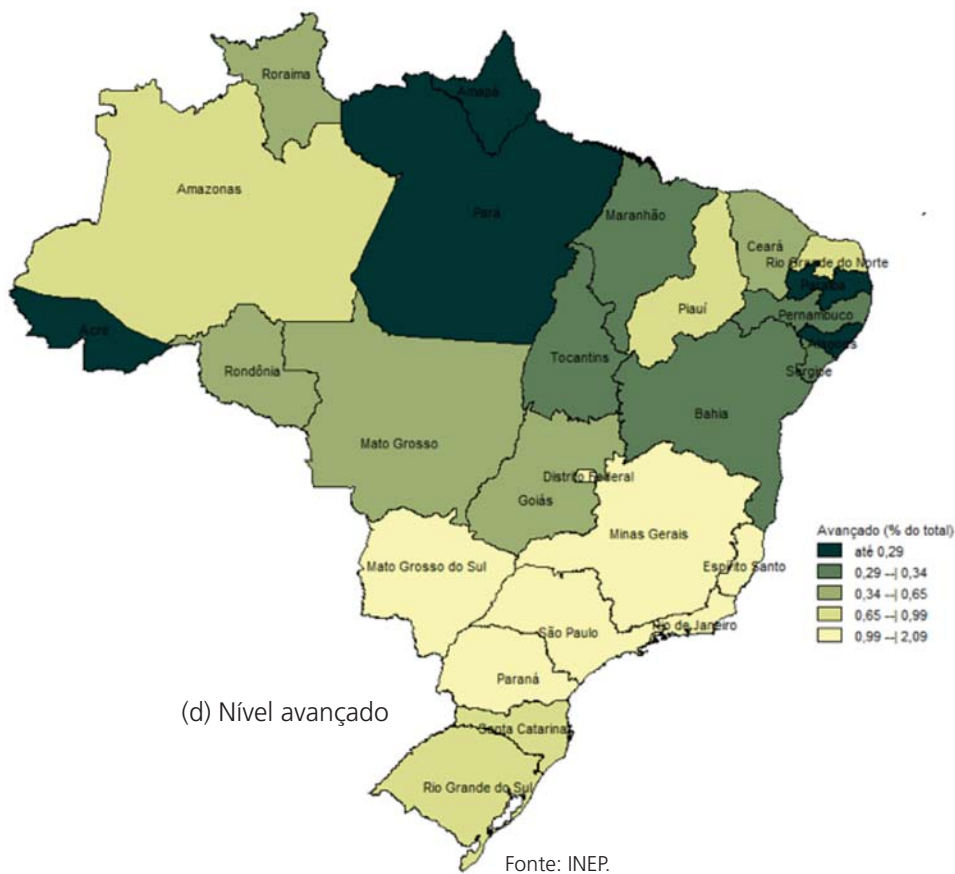 Roraima
Amapá
Amazonas
Pará
Maranhão
Ceará
Rio Grande do Norte
Paraíba
Piauí
Pernambuco
Acre
Alagoas
Rondônia
Tocantins
Sergipe
Bahia
Mato Grosso
Distrito Federal
Goiás
Avançado (% do total)
até 0,29
0,29 --| 0,34
0,34 --| 0,65
0,65 --| 0,99
0,99 --| 2,09
Minas Gerais
Mato Grosso do Sul
Espírito Santo
São Paulo
Rio de Janeiro
Paraná
(d) Nível avançado
Santa Catarina
Rio Grande do Sul
Fonte: INEP.